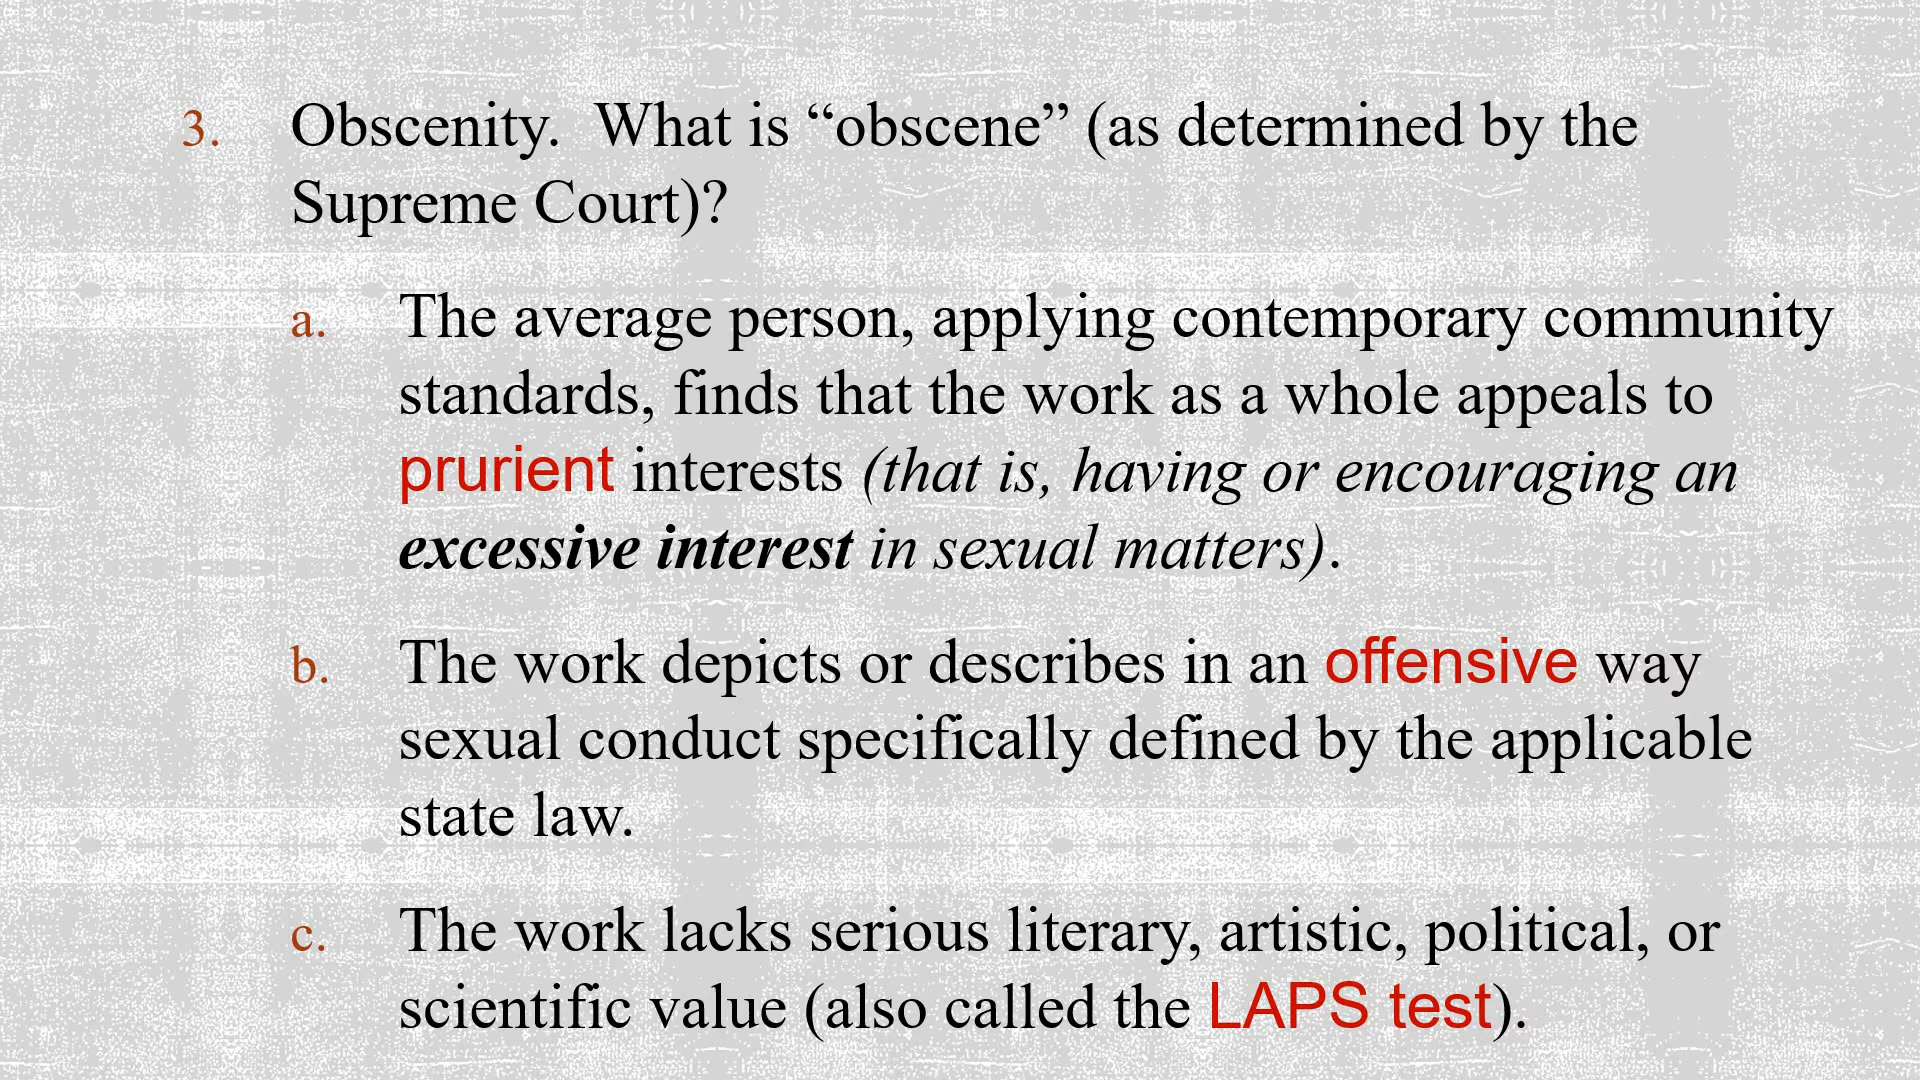 3. Obscenity.  What is “obscene” (as determined by the
Supreme Court)?
a. The average person, applying contemporary community
standards, finds that the work as a whole appeals to
prurient interests (that is, having or encouraging an
excessive interest in sexual matters).
b. The work depicts or describes in an offensive way
sexual conduct specifically defined by the applicable
state law.
c. The work lacks serious literary, artistic, political, or
scientific value (also called the LAPS test).